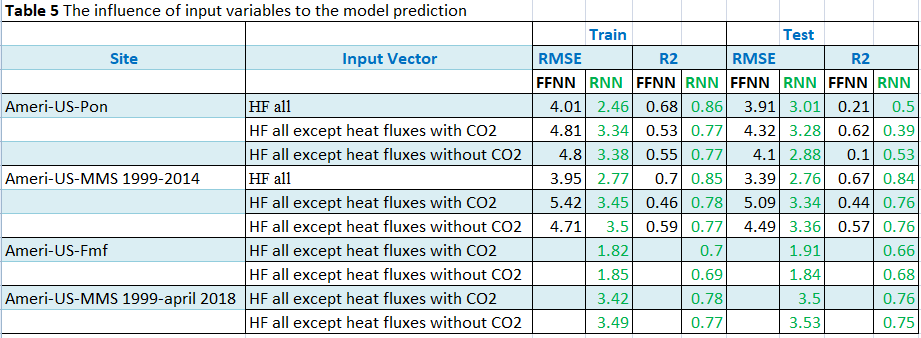 Table 5 The influence of input variables to the model prediction
Train Test
Site Input Vector RMSE R2 RMSE R2
FFNN RNN FFNN RNN FFNN RNN FFNN RNN
Ameri-US-Pon HF all 4.01 2.46 0.68 0.86 3.91 3.01 0.21 0.5
HF all except heat fluxes with CO2 4.81 3.34 0.53 0.77 4.32 3.28 0.62 0.39
HF all except heat fluxes without CO2 4.8 3.38 0.55 0.77 4.1 2.88 0.1 0.53
Ameri-US-MMS 1999-2014 HF all 3.95 2.77 0.7 0.85 3.39 2.76 0.67 0.84
HF all except heat fluxes with CO2 5.42 3.45 0.46 0.78 5.09 3.34 0.44 0.76
HF all except heat fluxes without CO2 4.71 3.5 0.59 0.77 4.49 3.36 0.57 0.76
Ameri-US-Fmf HF all except heat fluxes with CO2 1.82 0.7 1.91 0.66
HF all except heat fluxes without CO2 1.85 0.69 1.84 0.68
Ameri-US-MMS 1999-april 2018 HF all except heat fluxes with CO2 3.42 0.78 3.5 0.76
HF all except heat fluxes without CO2 3.49 0.77 3.53 0.75